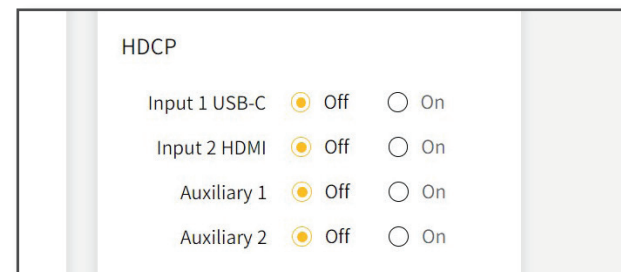 HDCP
Input 1 USB-C Off On
Input 2 HDMI Off On
Auxiliary 1 Off On
Auxiliary 2 Off On